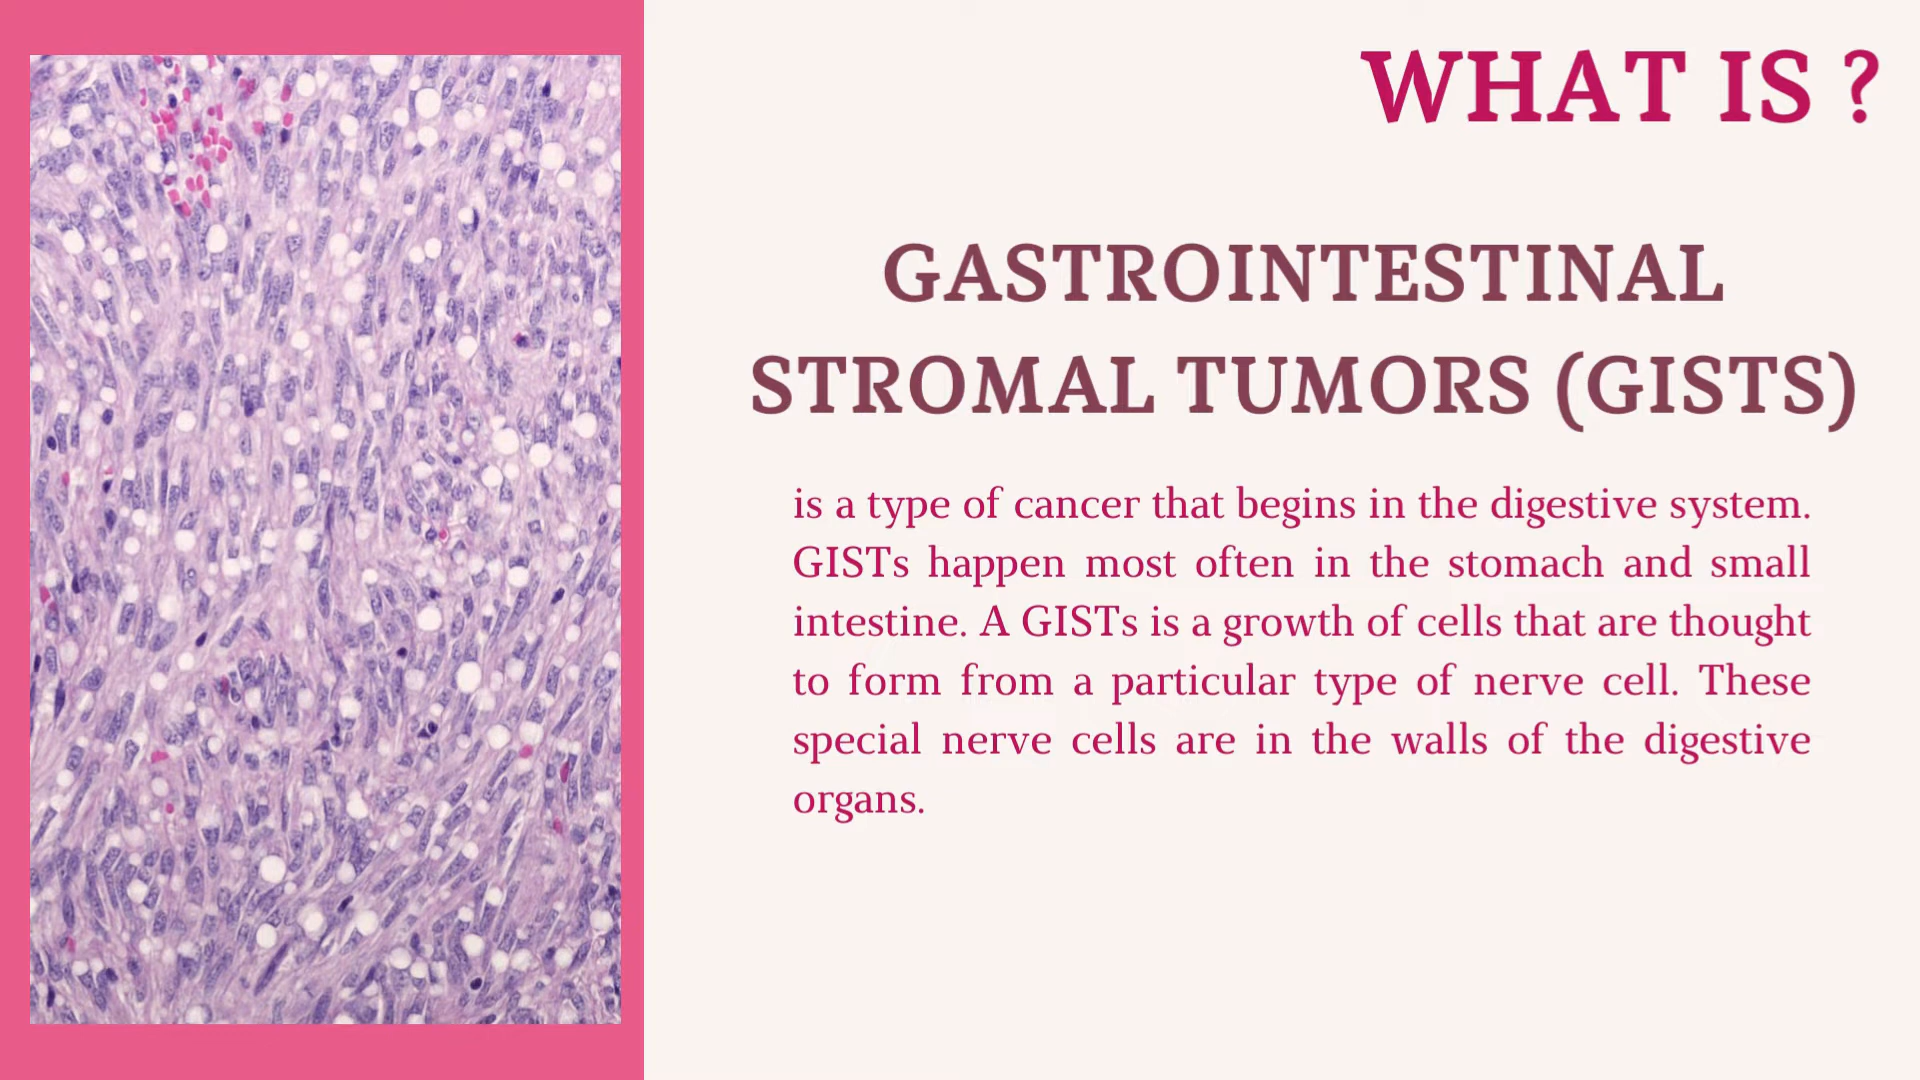 WHAT IS ?
GASTROINTESTINAL
STROMAL TUMORS (GISTS)
is a type of cancer that begins in the digestive system.
GISTs happen most often in the stomach and small
intestine. A GISTs is a growth of cells that are thought
to form from a particular type of nerve cell. These
special nerve cells are in the walls of the digestive
organs.